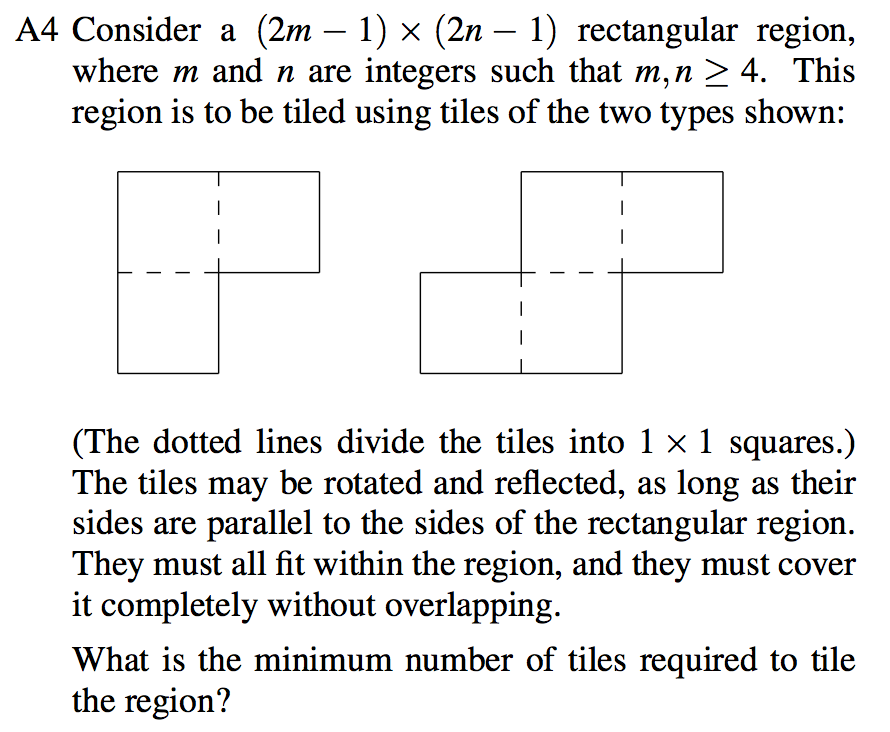 A4 Consider a (2m − 1) × (2n − 1) rectangular region,
where m and n are integers such that m,n ≥ 4. This
region is to be tiled using tiles of the two types shown:
(The dotted lines divide the tiles into 1 × 1 squares.)
The tiles may be rotated and reflected, as long as their
sides are parallel to the sides of the rectangular region.
They must all fit within the region, and they must cover
it completely without overlapping.
What is the minimum number of tiles required to tile
the region?